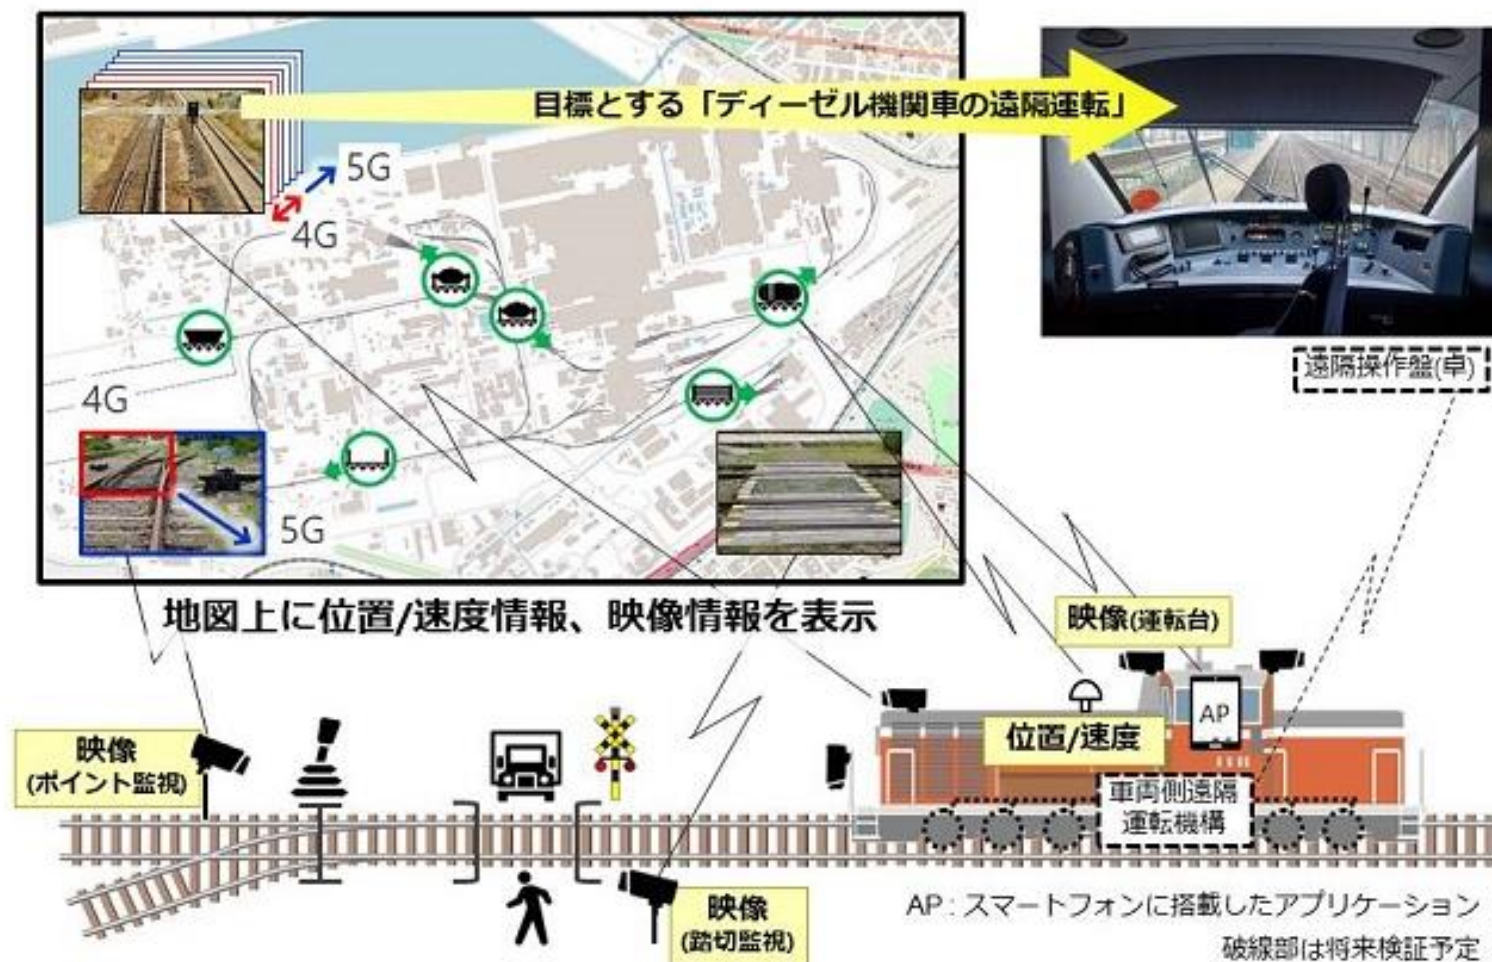 目標とする「ディーゼル機関車の遠隔運転」
5G
4G
4G
5G
遠隔操作盤(卓)
地図上に位置/速度情報、映像情報を表示
映像(運転台)
AP
位置/速度
映像
(ポイント監視)
車両側遠隔
運転機構
映像
(踏切監視)
AP : スマートフォンに搭載したアプリケーション
破線部は将来検証予定